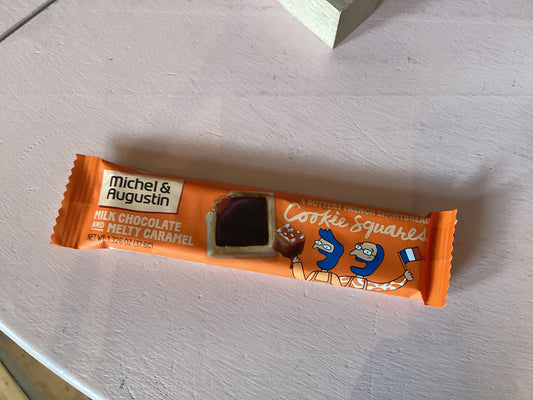 Michel &
Augustin
MILK CHOCOLATE
AND MELTY CARAMEL
BUTTERY FRENCH SHORTBREAD
Cookie Squares